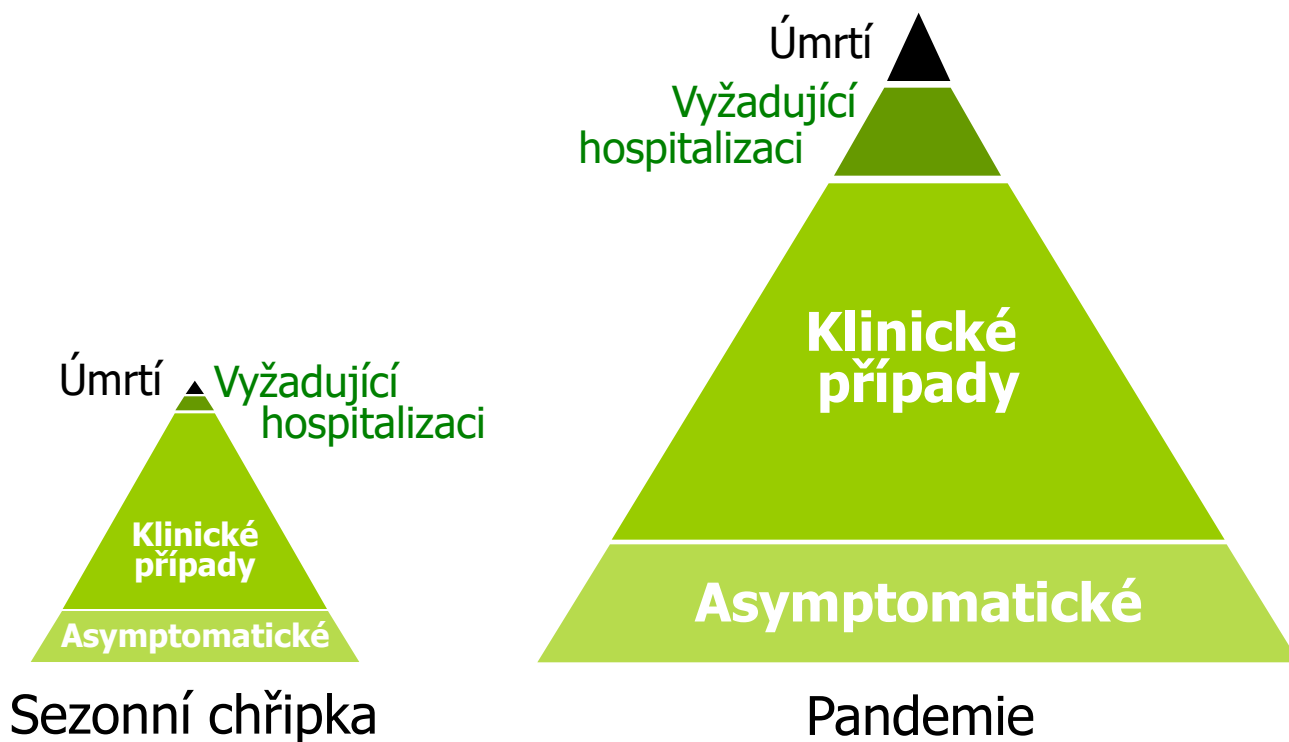 Úmrtí
Vyžadující
hospitalizaci
Klinické
případy
Asymptomatické
Sezonní chřipka
Úmrtí
Vyžadující
hospitalizaci
Klinické
případy
Asymptomatické
Pandemie